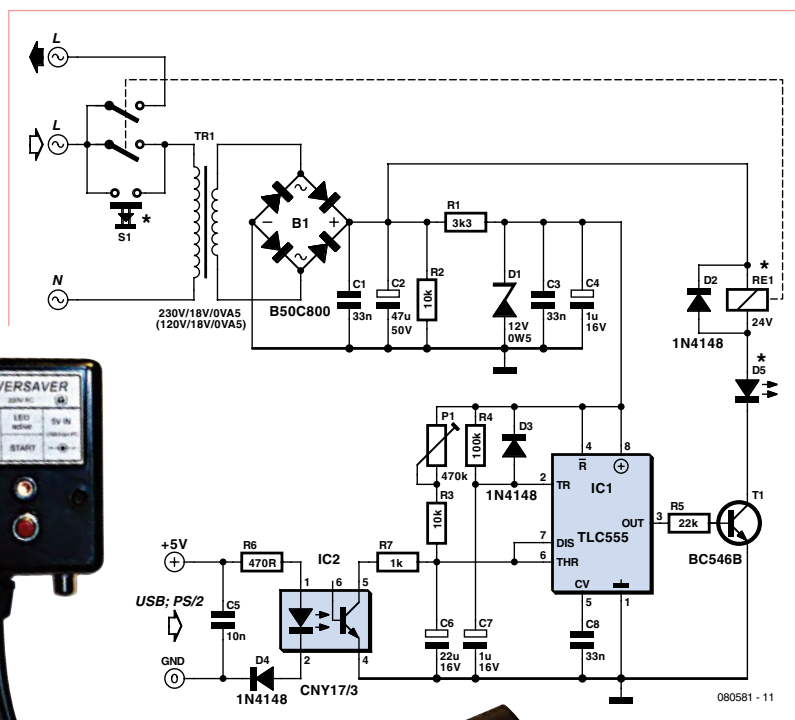 L
L
N
S1
*
TR1
230V/18V/0VA5
(120V/18V/0VA5)
B1
B50C800
C1
33n
C2
47u
50V
R2
10k
R1
3k3
D1
12V
0W5
C3
33n
C4
1u
16V
D2
1N4148
*
RE1
24V
*
D5
VERSAVER
LED
active
5V IN
START
P1
470k
R4
100k
D3
1N4148
R3
10k
2
TR
4
R
8
IC1
TLC555
7
DIS
6
THR
OUT
3
CV
5
1
R5
22k
T1
BC546B
+5V
R6
470R
IC2
R7
1k
1
6
5
2
4
USB; PS/2
C5
10n
GND
0
D4
1N4148
CNY17/3
C6
22u
16V
C7
1u
16V
C8
33n
080581 - 11